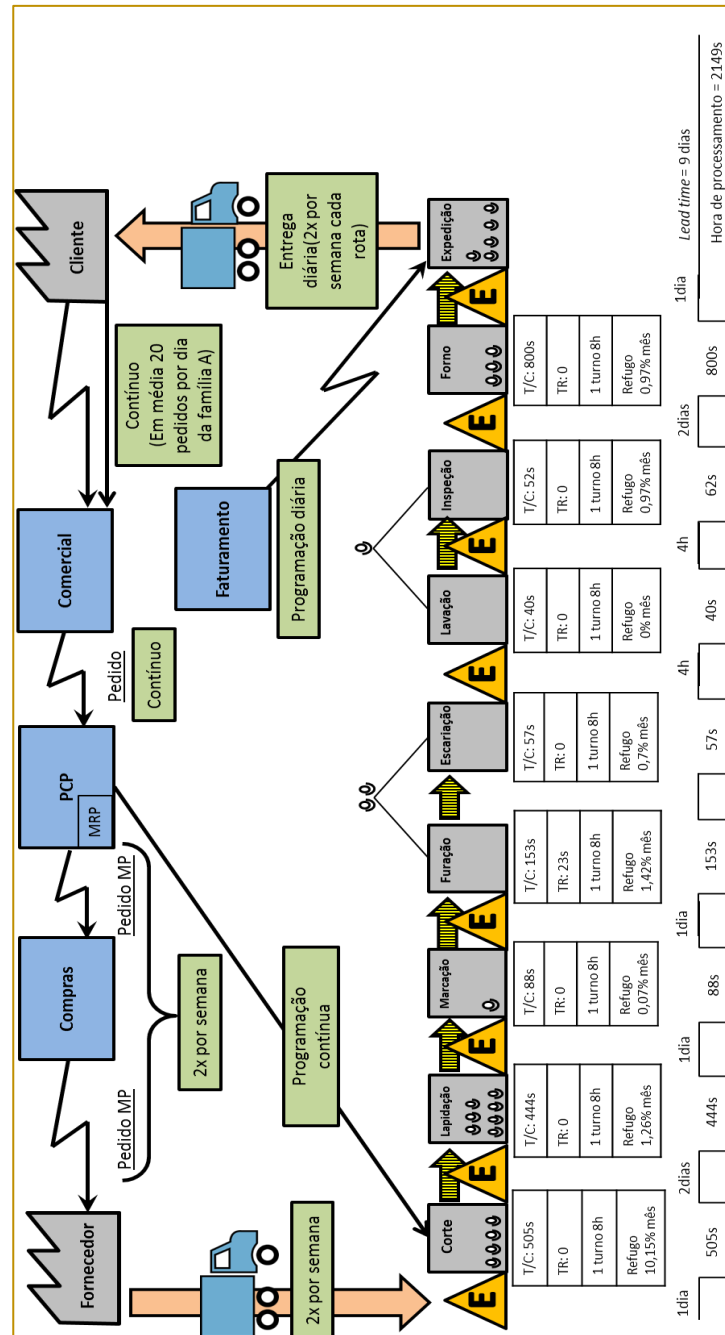 Fornecedor
Pedido MP
Compras
Pedido MP
PCP
MRP
Pedido
Comercial
Cliente
2x por semana
Contínuo
Contínuo
(Em média 20
pedidos por dia
da família A)
Faturamento
Entrega
diária(2x por
semana cada
rota)
2x por semana
Programação
contínua
Programação diária
E
Corte
E
Lapidação
E
Marcação
E
Furação
Escariação
E
Lavação
E
Inspeção
E
Forno
E
Expedição
T/C: 505s
TR: 0
1 turno 8h
Refugo
10,15% mês
T/C: 444s
TR: 0
1 turno 8h
Refugo
1,26% mês
T/C: 88s
TR: 0
1 turno 8h
Refugo
0,07% mês
T/C: 153s
TR: 23s
1 turno 8h
Refugo
1,42% mês
T/C: 57s
TR: 0
1 turno 8h
Refugo
0,7% mês
T/C: 40s
TR: 0
1 turno 8h
Refugo
0% mês
T/C: 52s
TR: 0
1 turno 8h
Refugo
0,97% mês
T/C: 800s
TR: 0
1 turno 8h
Refugo
0,97% mês
1dia
505s
2dias
444s
1dia
88s
1dia
153s
57s
4h
40s
4h
62s
2dias
800s
1dia
Lead time = 9 dias
Hora de processamento = 2149s